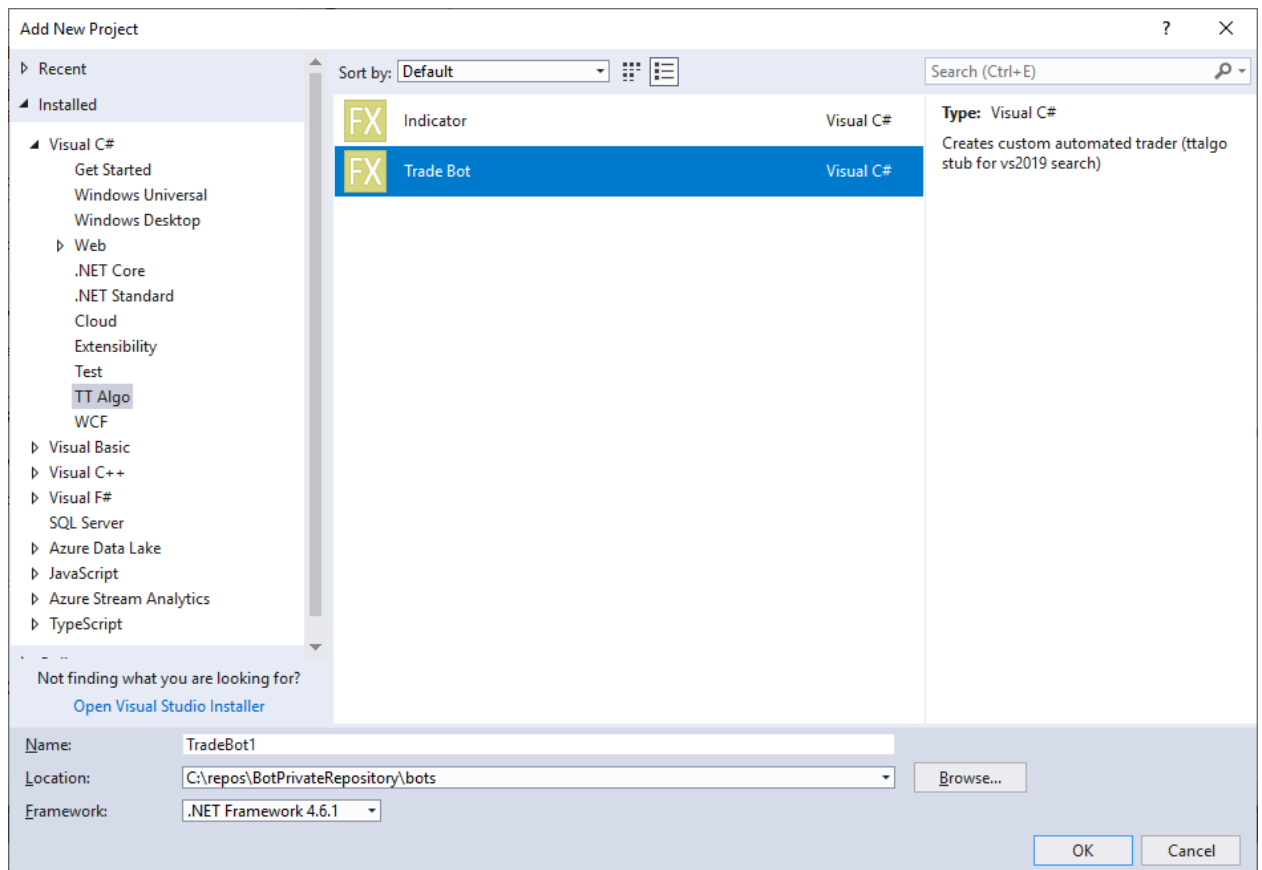 Add New Project
?
Recent
Installed
Visual C#
Get Started
Windows Universal
Windows Desktop
Web
.NET Core
.NET Standard
Cloud
Extensibility
Test
TT Algo
WCF
Visual Basic
Visual C++
Visual F#
SQL Server
Azure Data Lake
JavaScript
Azure Stream Analytics
TypeScript
Not finding what you are looking for?
Open Visual Studio Installer
Sort by: Default
FX Indicator Visual C#
FX Trade Bot Visual C#
Search (Ctrl+E)
Type: Visual C#
Creates custom automated trader (ttalgo
stub for vs2019 search)
Name: TradeBot1
Location: C:\repos\BotPrivateRepository\bots Browse...
Framework: .NET Framework 4.6.1
OK Cancel